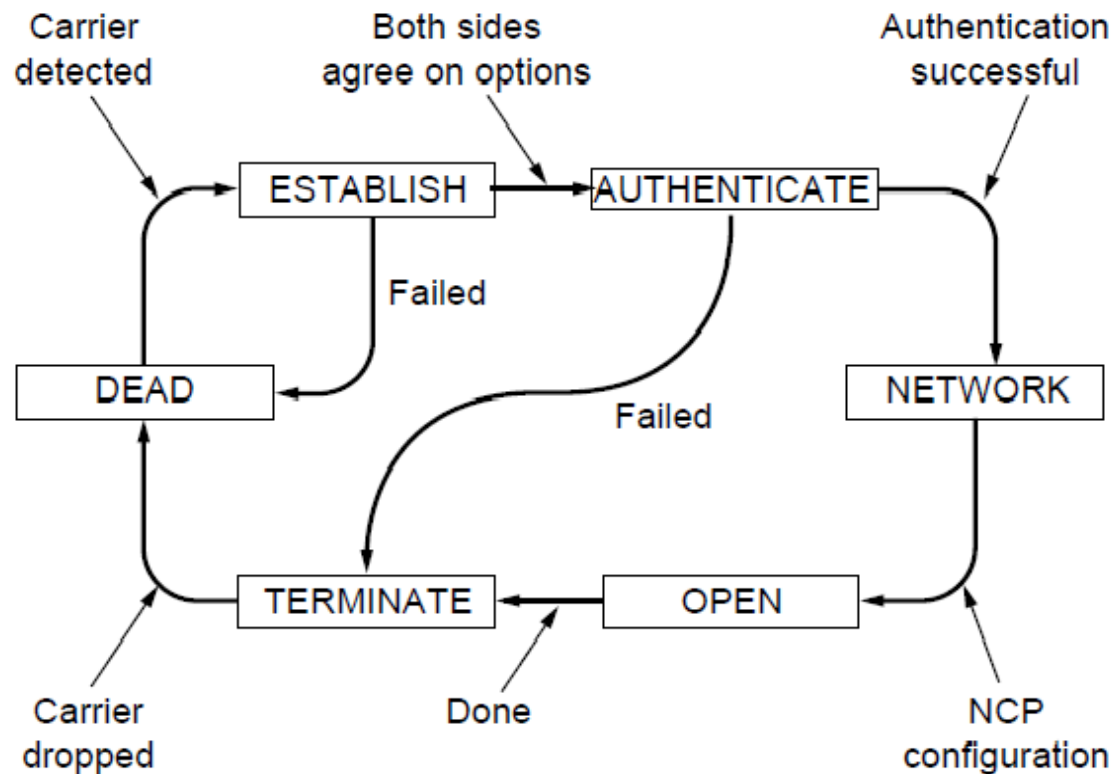 Carrier
detected
Both sides
agree on options
Authentication
successful
ESTABLISH
AUTHENTICATE
Failed
DEAD
NETWORK
Failed
TERMINATE
OPEN
Carrier
dropped
Done
NCP
configuration